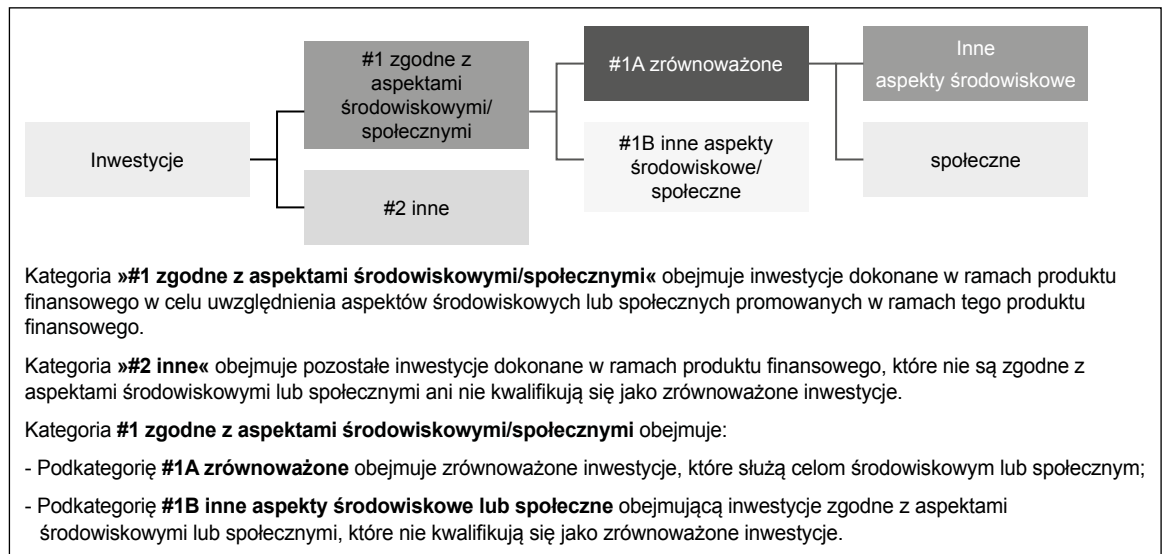 Inwestycje
#1 zgodne z
aspektami
środowiskowymi/
społecznymi
#2 inne
#1A zrównoważone
#1B inne aspekty
środowiskowe/
społeczne
Inne
aspekty środowiskowe
społeczne
Kategoria »#1 zgodne z aspektami środowiskowymi/społecznymi« obejmuje inwestycje dokonane w ramach produktu
finansowego w celu uwzględnienia aspektów środowiskowych lub społecznych promowanych w ramach tego produktu
finansowego.
Kategoria »#2 inne« obejmuje pozostałe inwestycje dokonane w ramach produktu finansowego, które nie są zgodne z
aspektami środowiskowymi lub społecznymi ani nie kwalifikują się jako zrównoważone inwestycje.
Kategoria #1 zgodne z aspektami środowiskowymi/społecznymi obejmuje:
- Podkategorię #1A zrównoważone obejmuje zrównoważone inwestycje, które służą celom środowiskowym lub społecznym;
- Podkategorię #1B inne aspekty środowiskowe lub społeczne obejmującą inwestycje zgodne z aspektami
środowiskowymi lub społecznymi, które nie kwalifikują się jako zrównoważone inwestycje.